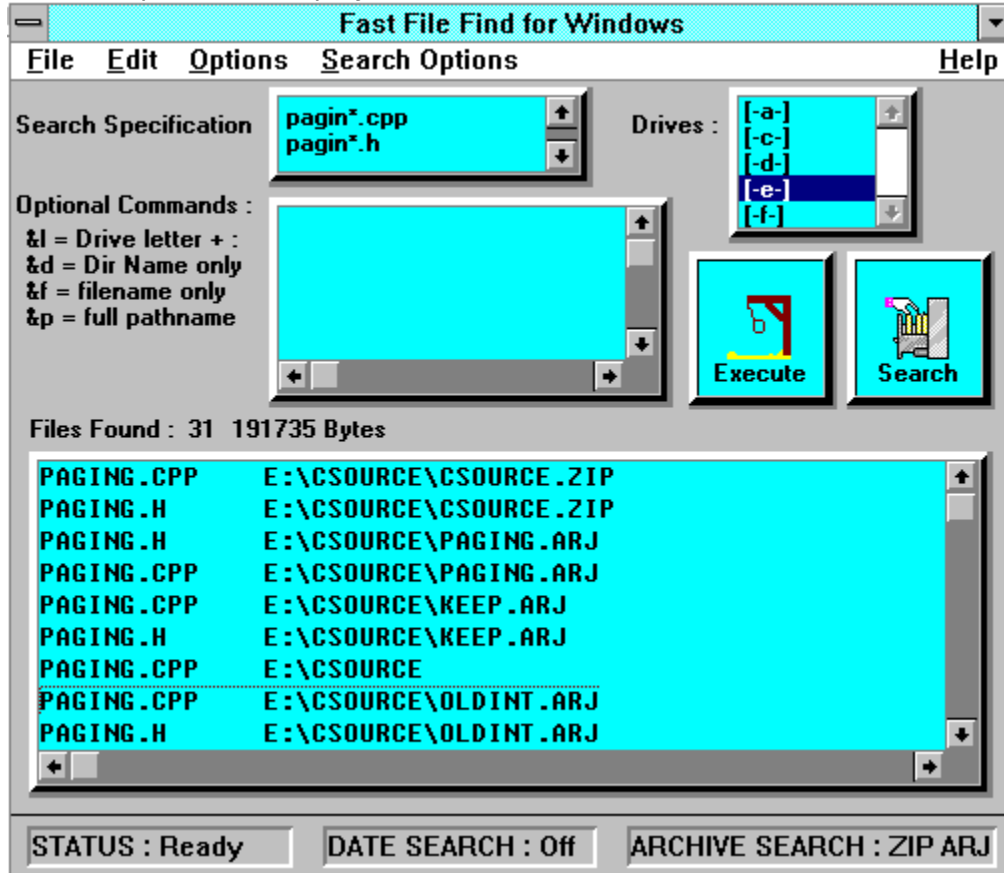 Fast File Find for Windows
File Edit Options Search Options Help
Search Specification
pagin*.cpp
pagin*.h
Drives :
[-a-]
[-c-]
[-d-]
[-e-]
[-f-]
Optional Commands :
&l = Drive letter + :
&d = Dir Name only
&f = filename only
&p = full pathname
Execute
Search
Files Found : 31 191735 Bytes
PAGING.CPP E:\CSOURCE\CSOURCE.ZIP
PAGING.H E:\CSOURCE\CSOURCE.ZIP
PAGING.H E:\CSOURCE\PAGING.ARJ
PAGING.CPP E:\CSOURCE\PAGING.ARJ
PAGING.CPP E:\CSOURCE\KEEP.ARJ
PAGING.H E:\CSOURCE\KEEP.ARJ
PAGING.CPP E:\CSOURCE
PAGING.CPP E:\CSOURCE\OLDINT.ARJ
PAGING.H E:\CSOURCE\OLDINT.ARJ
STATUS : Ready
DATE SEARCH : Off
ARCHIVE SEARCH : ZIP ARJ